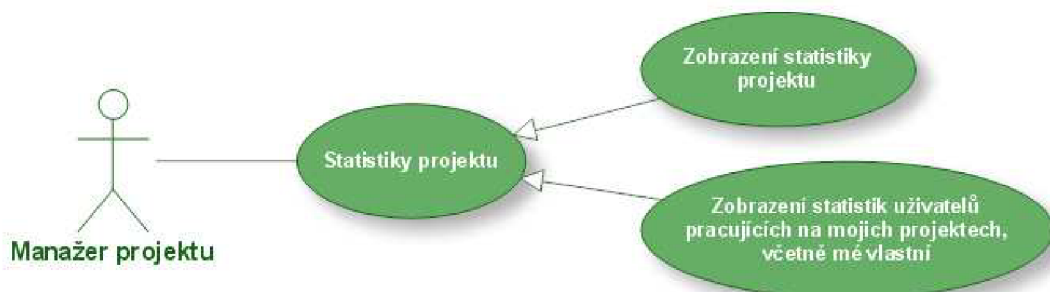 Zobrazení statistiky
projektu
Statistiky projektu
Zobrazení statistik uživatelů
pracujících na mojich projektech,
včetně mé vlastní
Manažer projektu